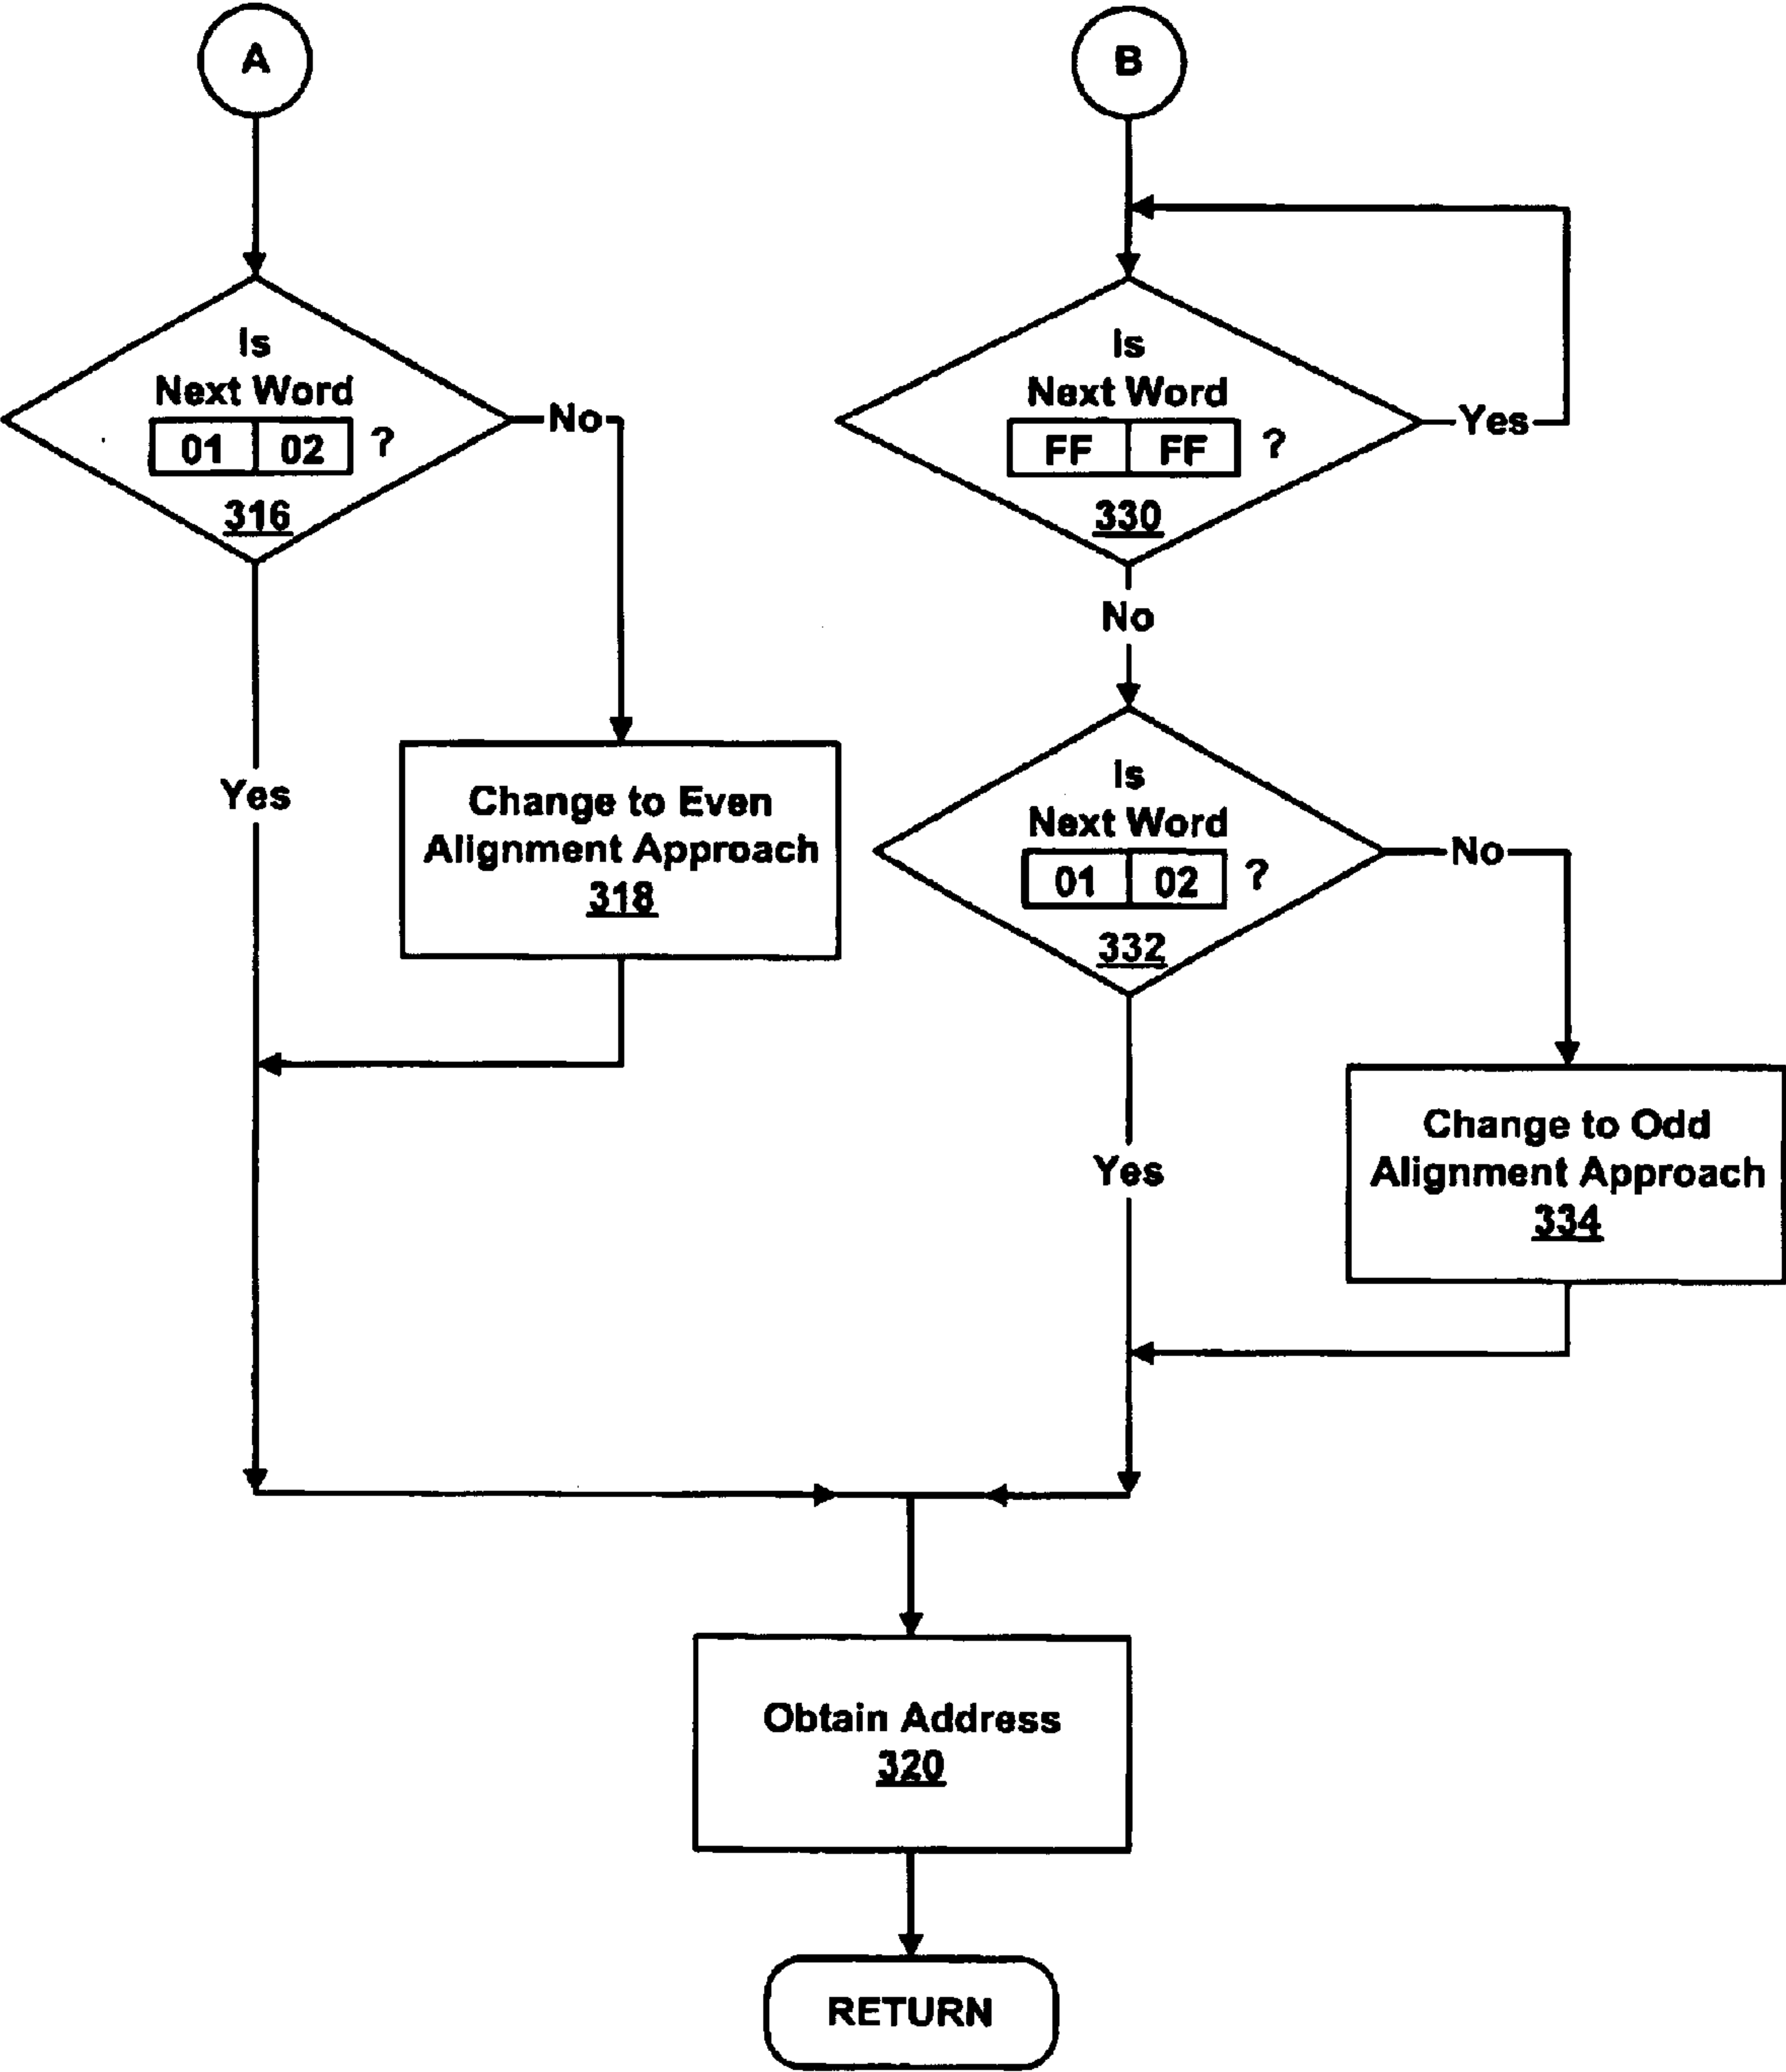 A
Is
Next Word
01 02 ?
316
No
Yes
Change to Even
Alignment Approach
318
B
Is
Next Word
FF FF ?
330
Yes
No
Is
Next Word
01 02 ?
332
No
Yes
Change to Odd
Alignment Approach
334
Obtain Address
320
RETURN